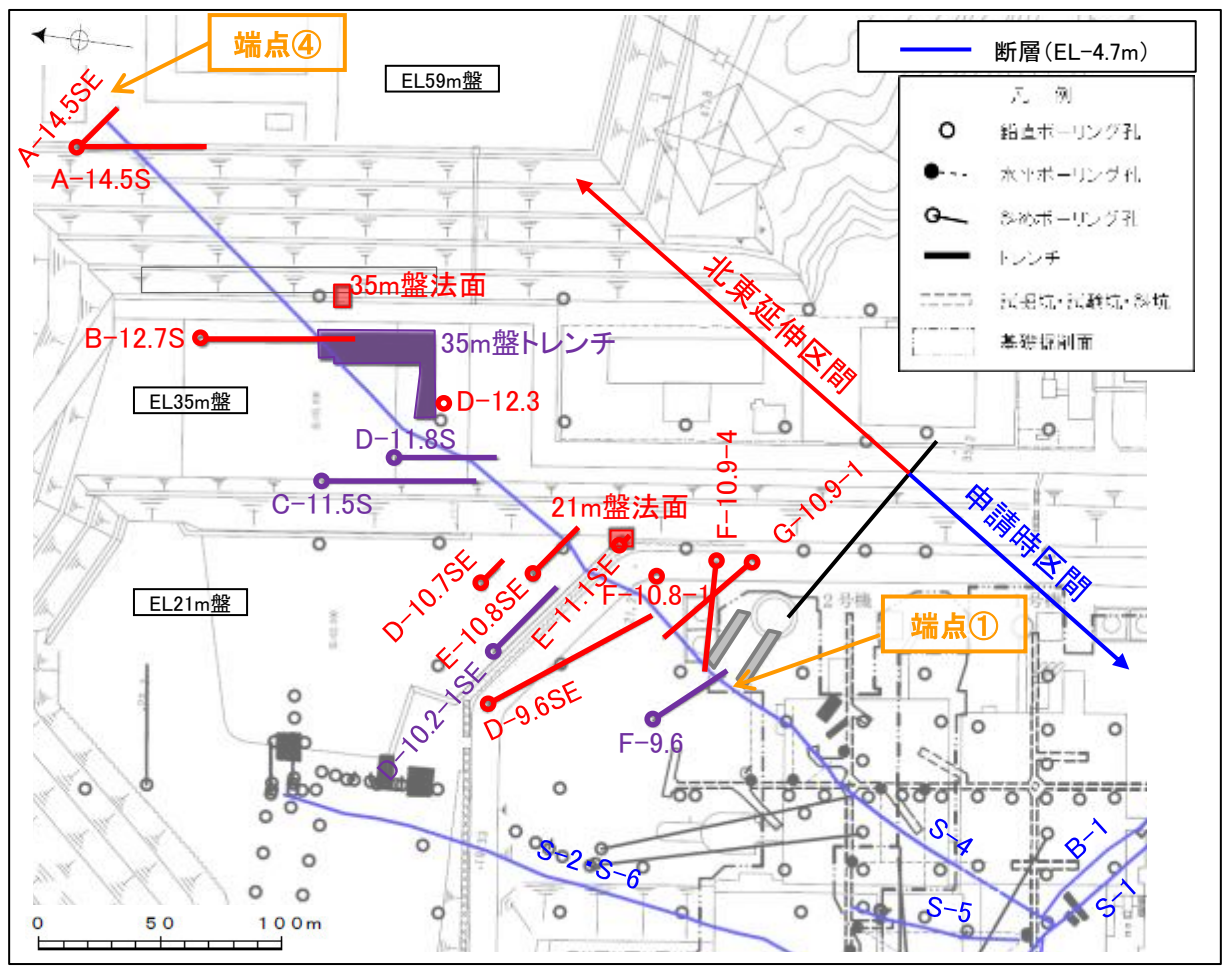 端点④
断層(EL-4.7m)
EL59m盤
凡 例
鉛直ボーリング孔
水平ボーリング孔
斜めボーリング孔
トレンチ
試掘坑・試験坑・斜坑
基礎掘削面
A-14.5SE
A-14.5S
35m盤法面
北東延伸区間
B-12.7S
35m盤トレンチ
EL35m盤
D-12.3
D-11.8S
C-11.5S
F-10.9-4
G-10.9-1
21m盤法面
申請時区間
D-10.7SE
E-10.8SE
E-11.1SE
F-10.8-1
EL21m盤
2号機
端点①
D-10.2-1SE
D-9.6SE
F-9.6
S-2・S-6
S-4
B-1
S-5
S-1
0 50 100m